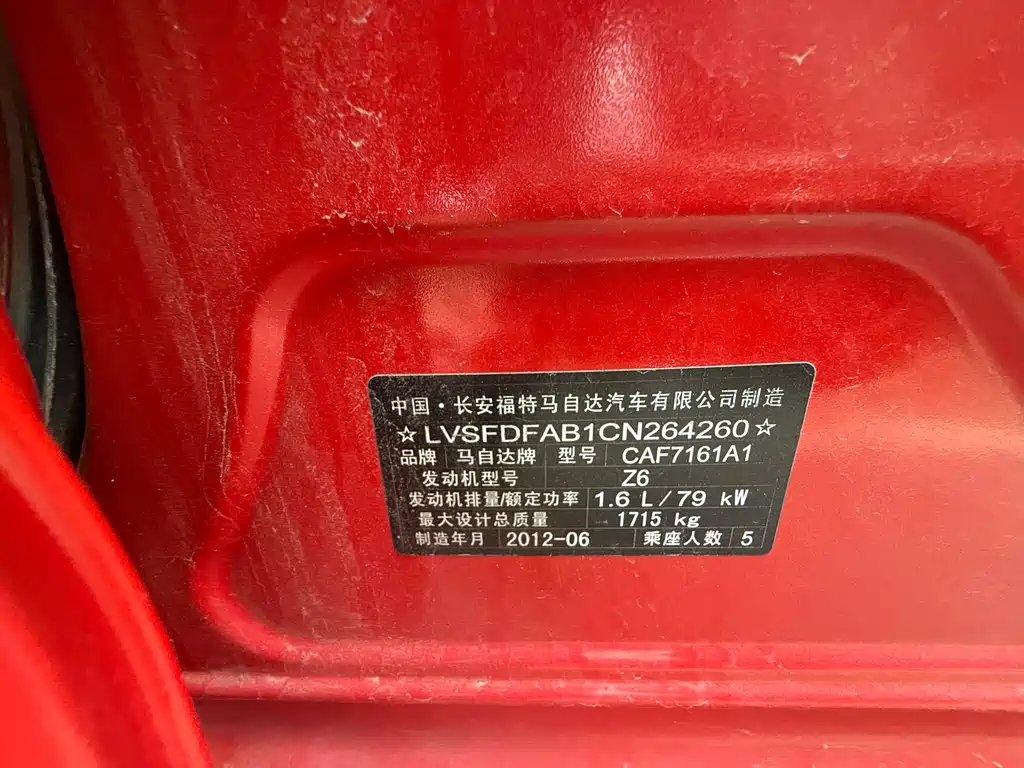 中国·长安福特马自达汽车有限公司制造
☆LVSFDFAB1CN264260☆
品牌 马自达牌 型号 CAF7161A1
发动机型号 Z6
发动机排量/额定功率 1.6 L/79 kW
最大设计总质量 1715 kg
制造年月 2012-06 乘座人数 5